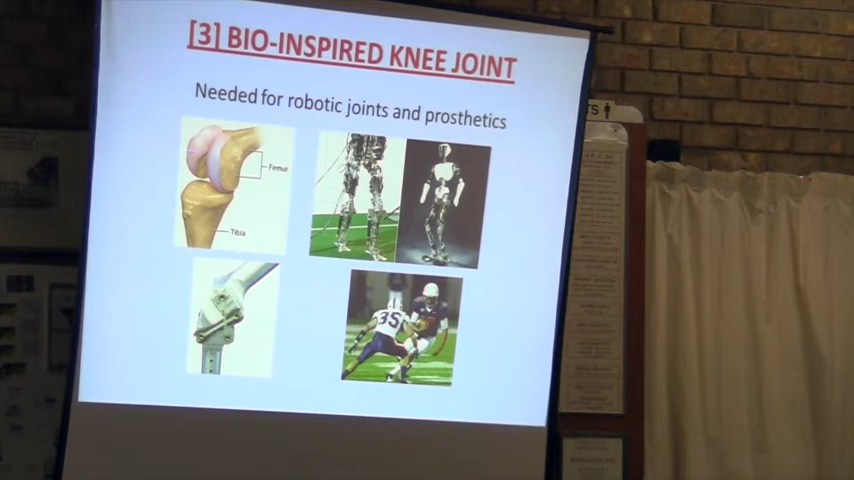 [3] BIO-INSPIRED KNEE JOINT
Needed for robotic joints and prosthetics
Femur
Tibia
35